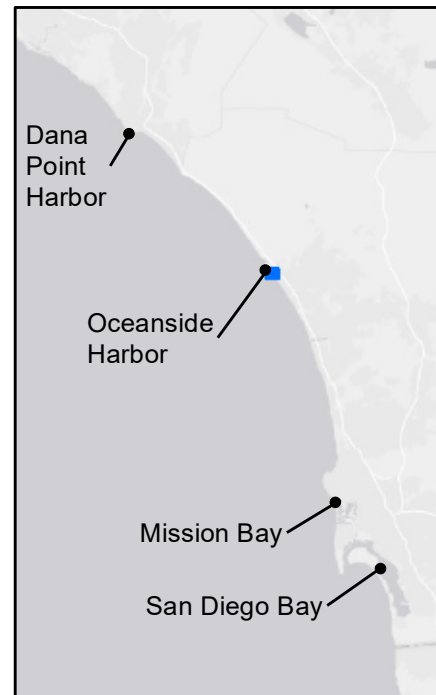 Dana
Point
Harbor
Oceanside
Harbor
Mission Bay
San Diego Bay